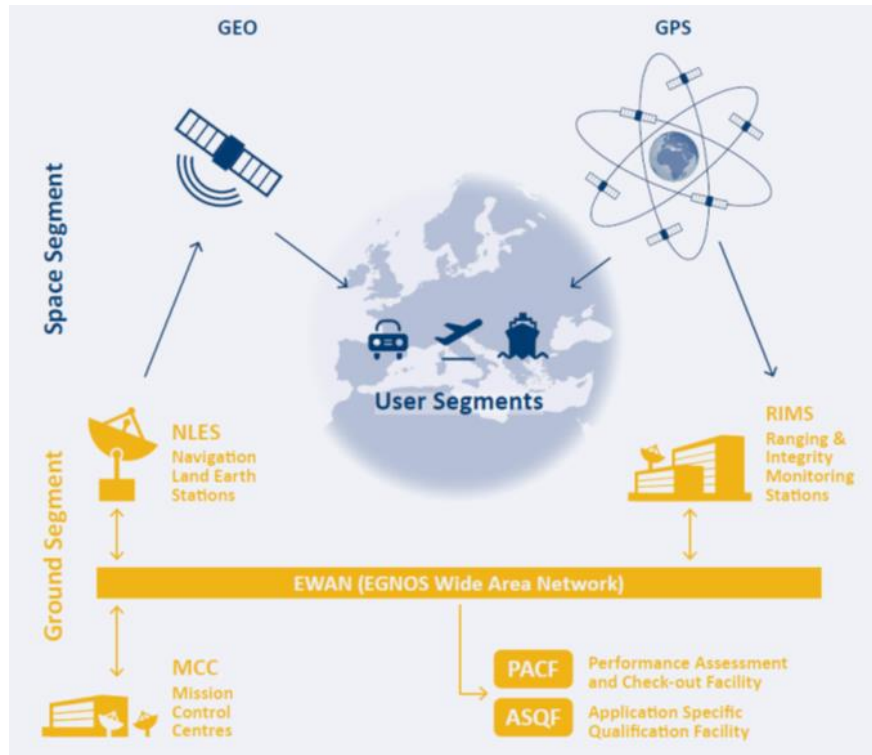 GEO
GPS
Space Segment
User Segments
NLES
Navigation
Land Earth
Stations
RIMS
Ranging &
Integrity
Monitoring
Stations
Ground Segment
EWAN (EGNOS Wide Area Network)
MCC
Mission
Control
Centres
PACF
Performance Assessment
and Check-out Facility
ASQF
Application Specific
Qualification Facility